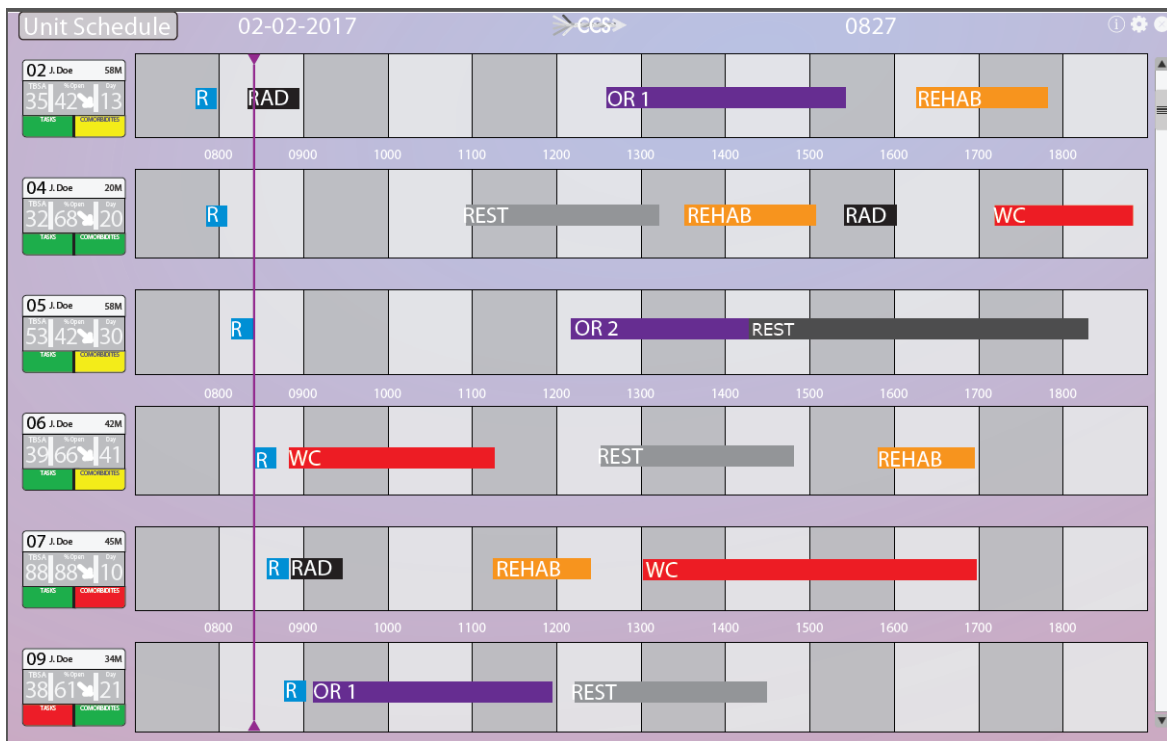 Unit Schedule 02-02-2017 CCS 0827
02 J. Doe 58M
TBSA % Open Day
35 42 13
TASKS COMORBIDITES
R RAD OR 1 REHAB
0800 0900 1000 1100 1200 1300 1400 1500 1600 1700 1800
04 J. Doe 20M
TBSA % Open Day
32 68 20
TASKS COMORBIDITES
R REST REHAB RAD WC
05 J. Doe 58M
TBSA % Open Day
53 42 30
TASKS COMORBIDITES
R OR 2 REST
0800 0900 1000 1100 1200 1300 1400 1500 1600 1700 1800
06 J. Doe 42M
TBSA % Open Day
39 66 41
TASKS COMORBIDITES
R WC REST REHAB
07 J. Doe 45M
TBSA % Open Day
88 88 10
TASKS COMORBIDITES
R RAD REHAB WC
0800 0900 1000 1100 1200 1300 1400 1500 1600 1700 1800
09 J. Doe 34M
TBSA % Open Day
38 61 21
TASKS COMORBIDITES
R OR 1 REST